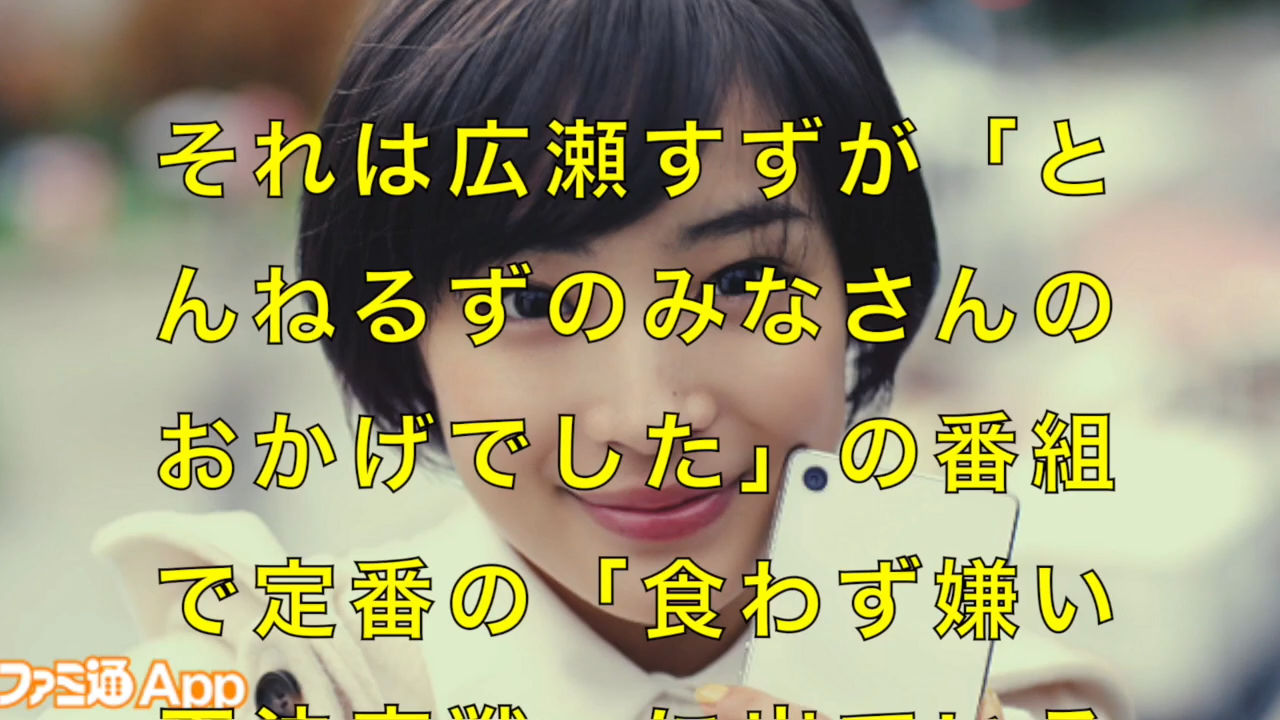 それは広瀬すずが「と
んねるずのみなさんの
おかげでした」の番組
で定番の「食わず嫌い
ファミ通App